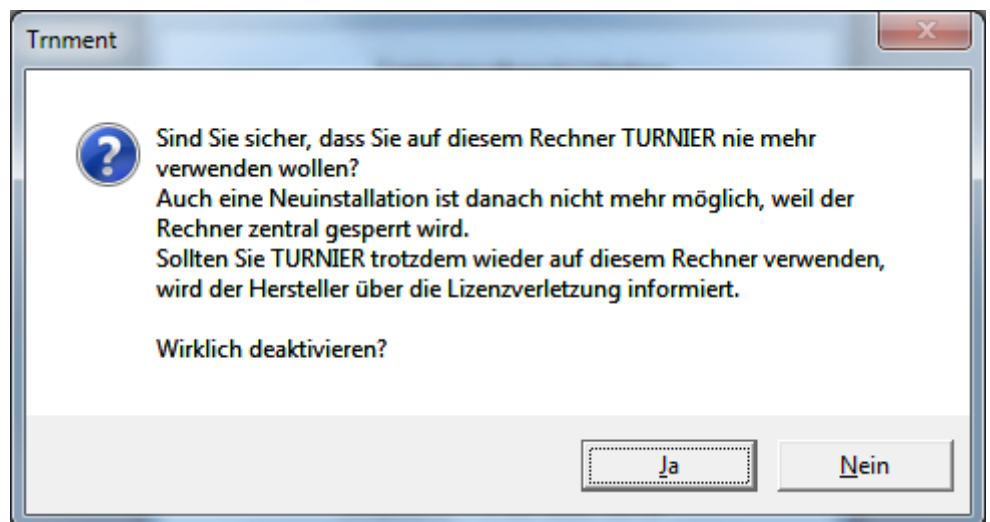 Trnment
Sind Sie sicher, dass Sie auf diesem Rechner TURNIER nie mehr
verwenden wollen?
Auch eine Neuinstallation ist danach nicht mehr möglich, weil der
Rechner zentral gesperrt wird.
Sollten Sie TURNIER trotzdem wieder auf diesem Rechner verwenden,
wird der Hersteller über die Lizenzverletzung informiert.
Wirklich deaktivieren?
Ja
Nein